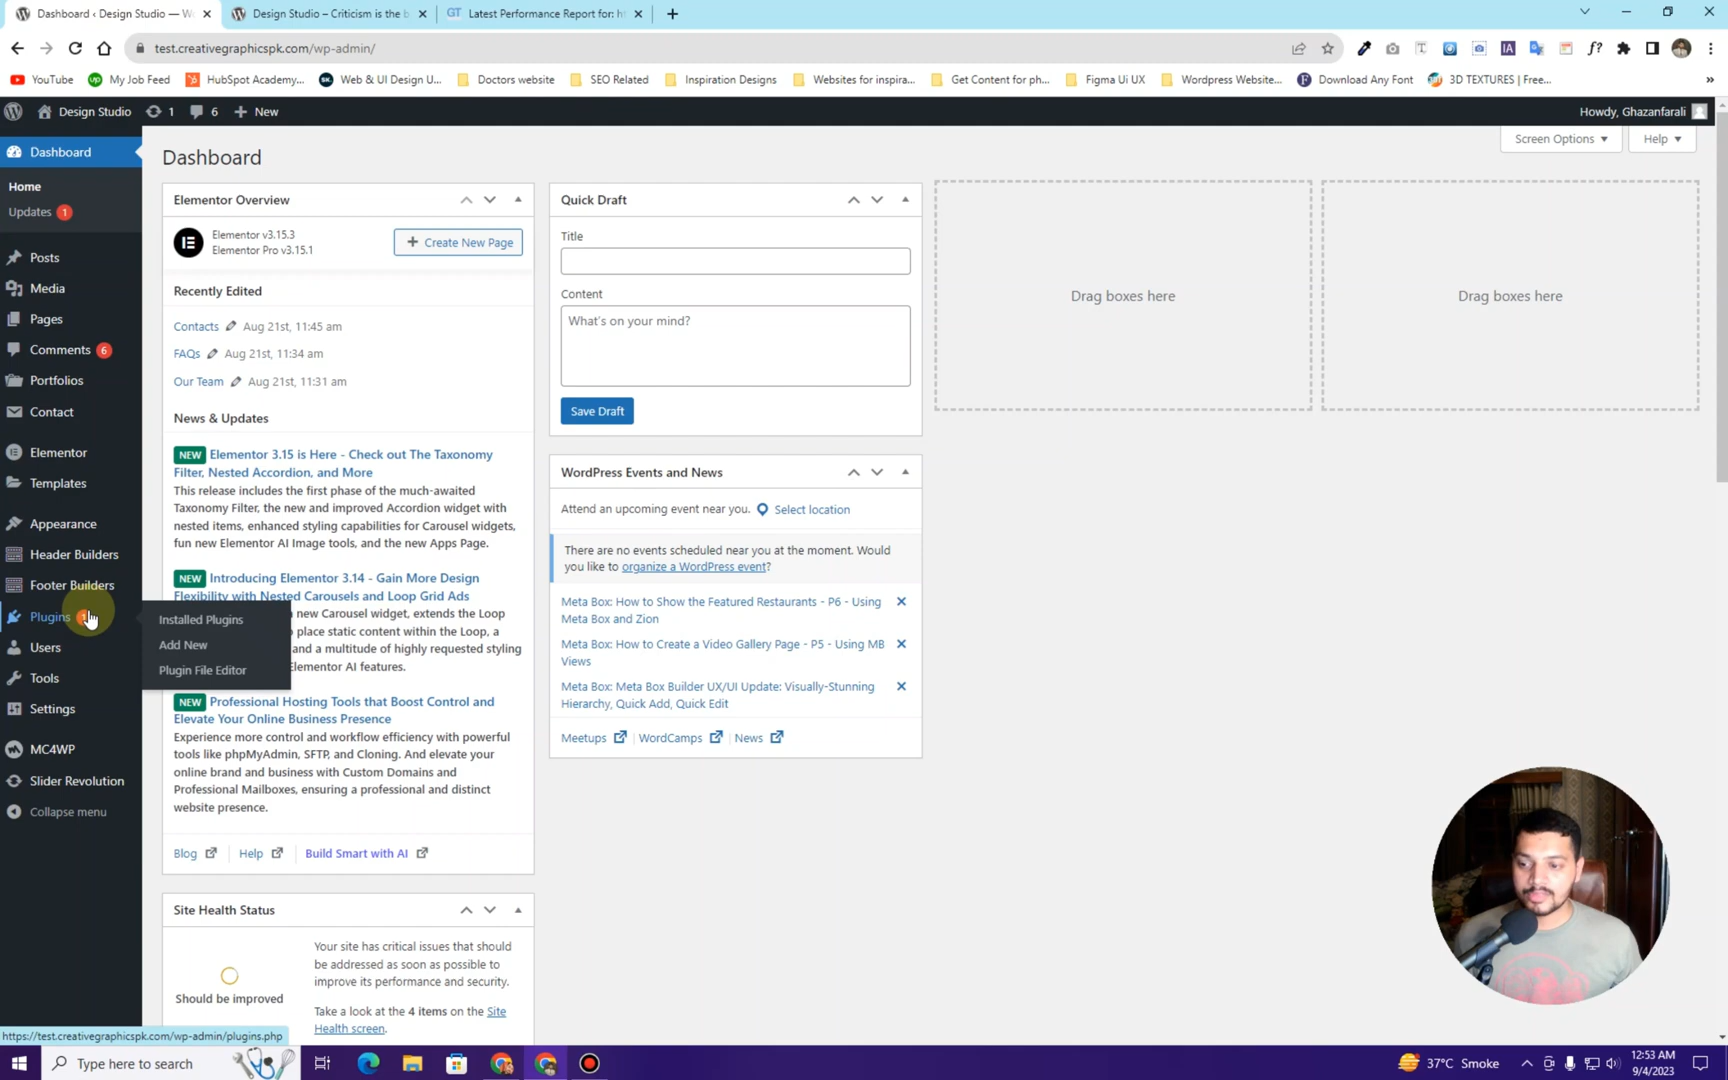 Dashboard ‹ Design Studio — Wo
Design Studio – Criticism is the b
GT Latest Performance Report for: ht
test.creativegraphicspk.com/wp-admin/
YouTube
My Job Feed
HubSpot Academy...
Web & UI Design U...
Doctors website
SEO Related
Inspiration Designs
Websites for inspira...
Get Content for ph...
Figma Ui UX
Wordpress Website...
Download Any Font
3D TEXTURES | Free...
Design Studio
1
6
New
Howdy, Ghazanfarali
Screen Options
Help
Dashboard
Home
Updates 1
Posts
Media
Pages
Comments 6
Portfolios
Contact
Elementor
Templates
Appearance
Header Builders
Footer Builders
Plugins
Users
Tools
Settings
MC4WP
Slider Revolution
Collapse menu
Installed Plugins
Add New
Plugin File Editor
Dashboard
Elementor Overview
Elementor v3.15.3
Elementor Pro v3.15.1
Create New Page
Recently Edited
Contacts Aug 21st, 11:45 am
FAQs Aug 21st, 11:34 am
Our Team Aug 21st, 11:31 am
News & Updates
NEW Elementor 3.15 is Here - Check out The Taxonomy
Filter, Nested Accordion, and More
This release includes the first phase of the much-awaited
Taxonomy Filter, the new and improved Accordion widget with
nested items, enhanced styling capabilities for Carousel widgets,
fun new Elementor AI Image tools, and the new Apps Page.
NEW Introducing Elementor 3.14 - Gain More Design
Flexibility with Nested Carousels and Loop Grid Ads
new Carousel widget, extends the Loop
place static content within the Loop, a
and a multitude of highly requested styling
Elementor AI features.
NEW Professional Hosting Tools that Boost Control and
Elevate Your Online Business Presence
Experience more control and workflow efficiency with powerful
tools like phpMyAdmin, SFTP, and Cloning. And elevate your
online brand and business with Custom Domains and
Professional Mailboxes, ensuring a professional and distinct
website presence.
Blog
Help
Build Smart with AI
Site Health Status
Should be improved
Your site has critical issues that should
be addressed as soon as possible to
improve its performance and security.
Take a look at the 4 items on the Site
Health screen.
Quick Draft
Title
Content
What's on your mind?
Save Draft
WordPress Events and News
Attend an upcoming event near you. Select location
There are no events scheduled near you at the moment. Would
you like to organize a WordPress event?
Meta Box: How to Show the Featured Restaurants - P6 - Using
Meta Box and Zion
Meta Box: How to Create a Video Gallery Page - P5 - Using MB
Views
Meta Box: Meta Box Builder UX/UI Update: Visually-Stunning
Hierarchy, Quick Add, Quick Edit
Meetups
WordCamps
News
Drag boxes here
Drag boxes here
https://test.creativegraphicspk.com/wp-admin/plugins.php
Type here to search
37°C Smoke
12:53 AM
9/4/2023